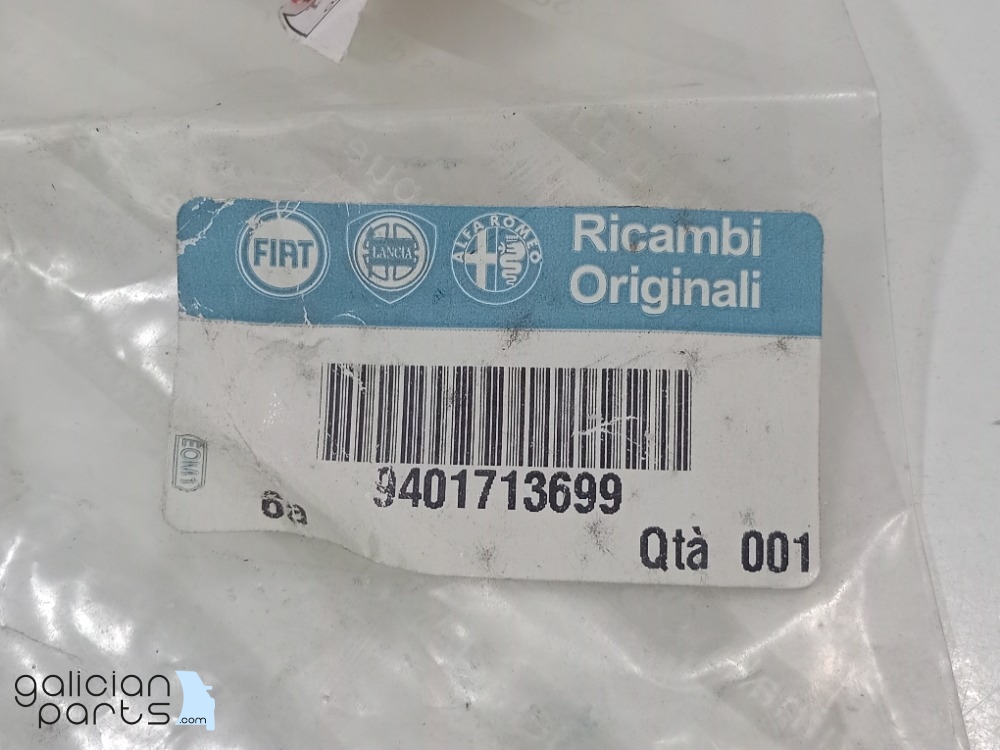 FIAT
LANCIA
ALFA ROMEO
Ricambi
Originali
EOM1
9401713699
6a
Qtà 001
galician
parts.com